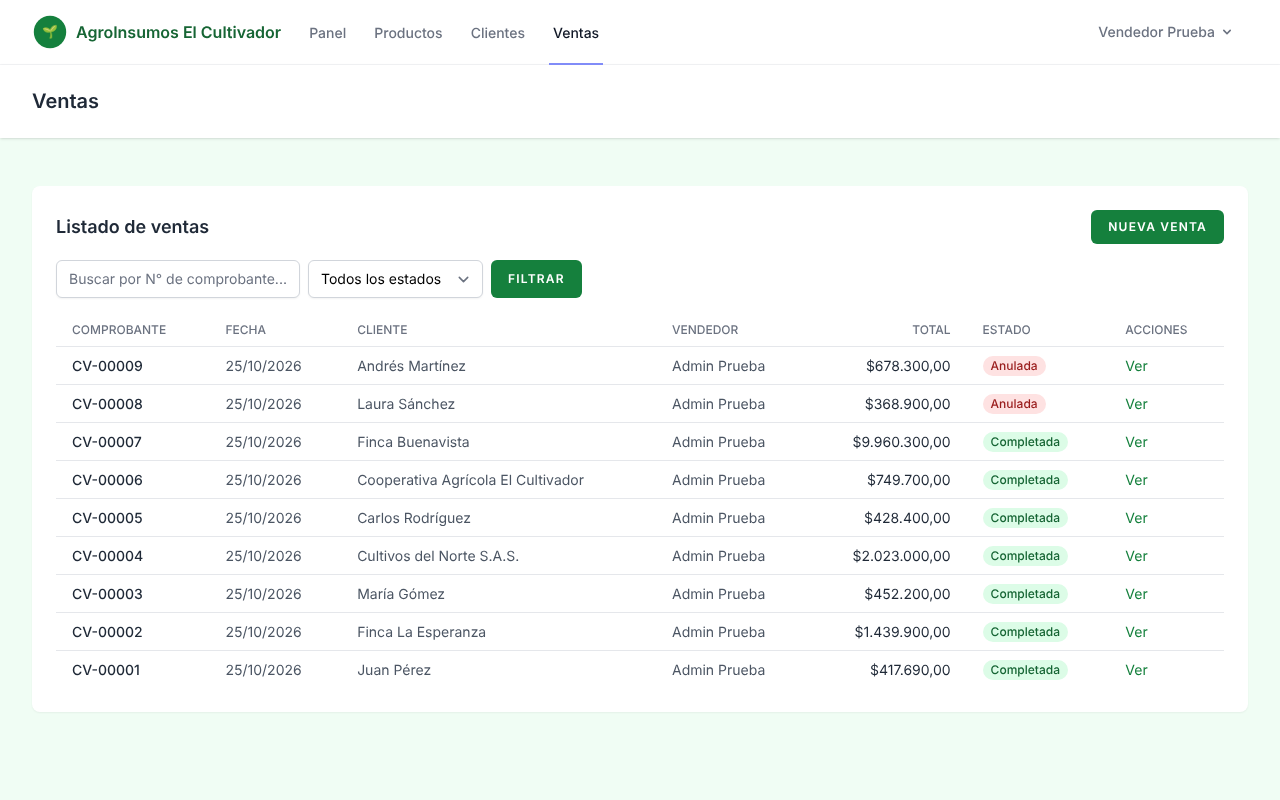 AgroInsumos El Cultivador Panel Productos Clientes Ventas Vendedor Prueba
Ventas
Listado de ventas NUEVA VENTA
Buscar por N° de comprobante... Todos los estados FILTRAR
COMPROBANTE FECHA CLIENTE VENDEDOR TOTAL ESTADO ACCIONES
CV-00009 25/10/2026 Andrés Martínez Admin Prueba $678.300,00 Anulada Ver
CV-00008 25/10/2026 Laura Sánchez Admin Prueba $368.900,00 Anulada Ver
CV-00007 25/10/2026 Finca Buenavista Admin Prueba $9.960.300,00 Completada Ver
CV-00006 25/10/2026 Cooperativa Agrícola El Cultivador Admin Prueba $749.700,00 Completada Ver
CV-00005 25/10/2026 Carlos Rodríguez Admin Prueba $428.400,00 Completada Ver
CV-00004 25/10/2026 Cultivos del Norte S.A.S. Admin Prueba $2.023.000,00 Completada Ver
CV-00003 25/10/2026 María Gómez Admin Prueba $452.200,00 Completada Ver
CV-00002 25/10/2026 Finca La Esperanza Admin Prueba $1.439.900,00 Completada Ver
CV-00001 25/10/2026 Juan Pérez Admin Prueba $417.690,00 Completada Ver